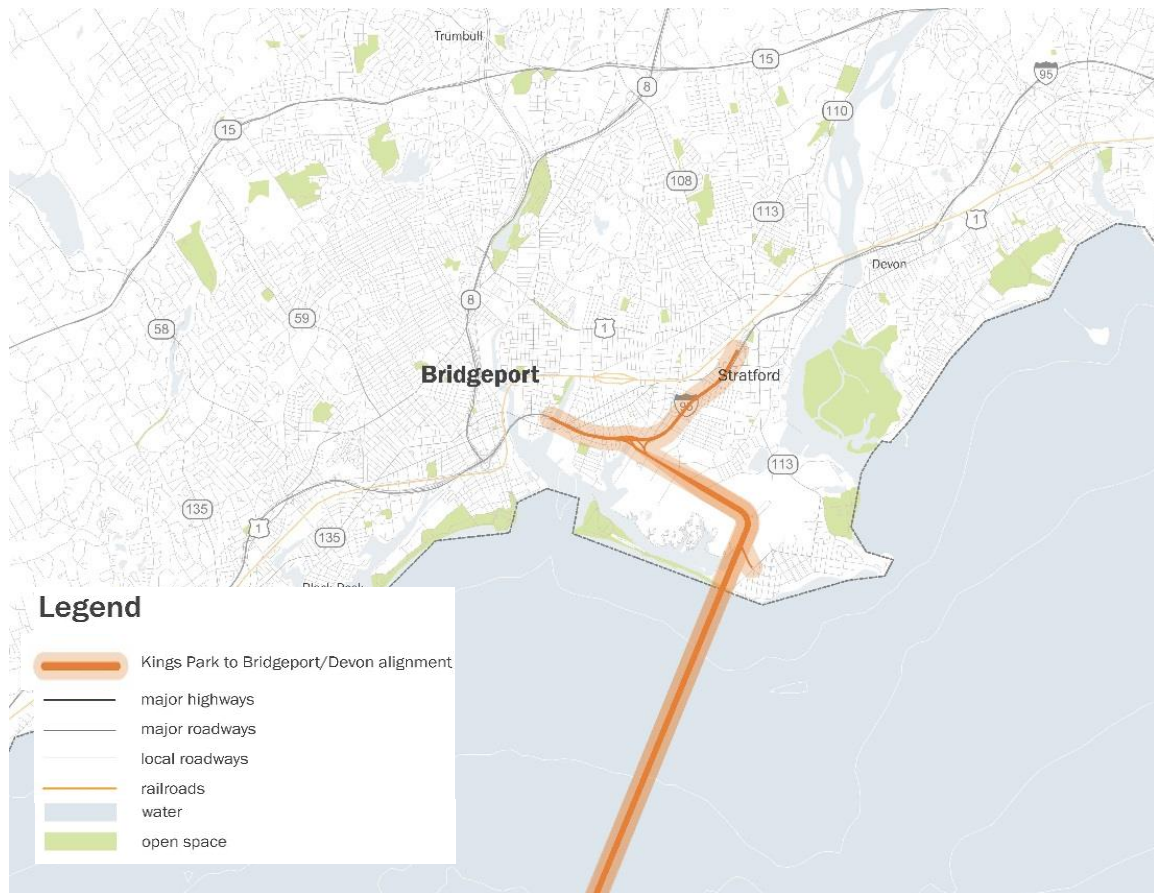 Trumbull
15
8
95
15
110
108
113
1
Devon
8
58
59
1
Bridgeport
Stratford
95
113
135
1
135
Legend
Kings Park to Bridgeport/Devon alignment
major highways
major roadways
local roadways
railroads
water
open space